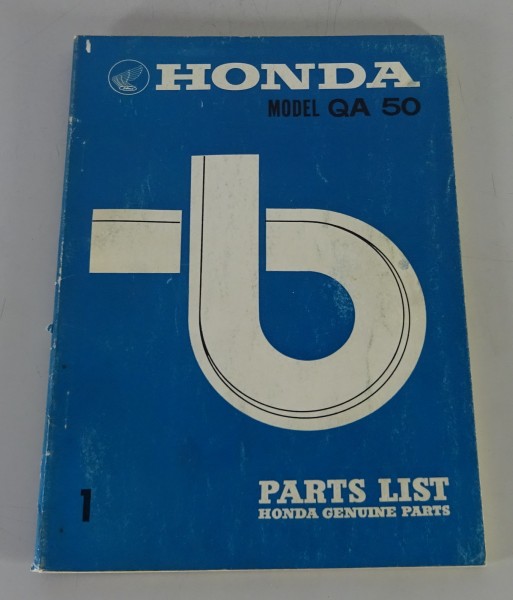 HONDA
MODEL QA 50
1
PARTS LIST
HONDA GENUINE PARTS